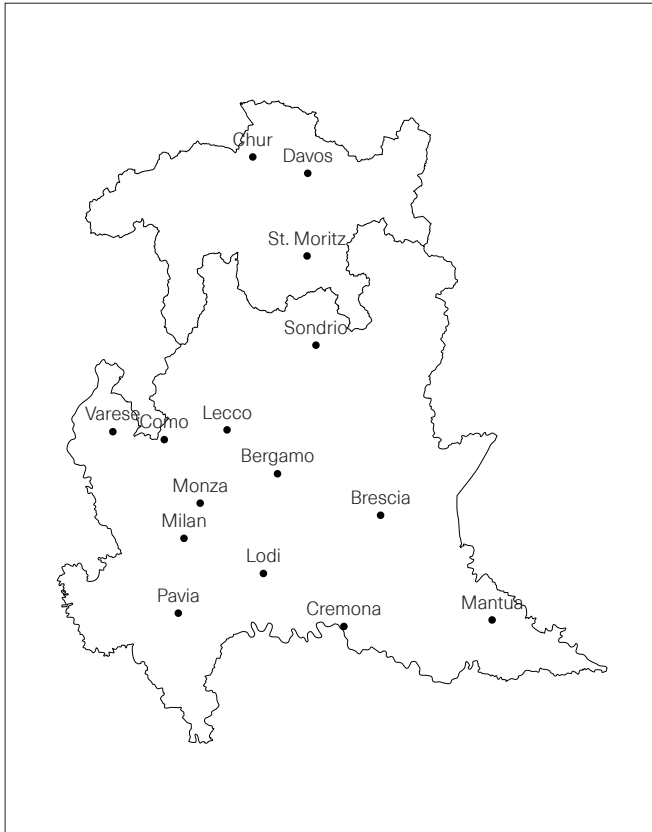 Chur
Davos
St. Moritz
Sondrio
Varese
Como
Lecco
Bergamo
Monza
Brescia
Milan
Lodi
Pavia
Cremona
Mantua